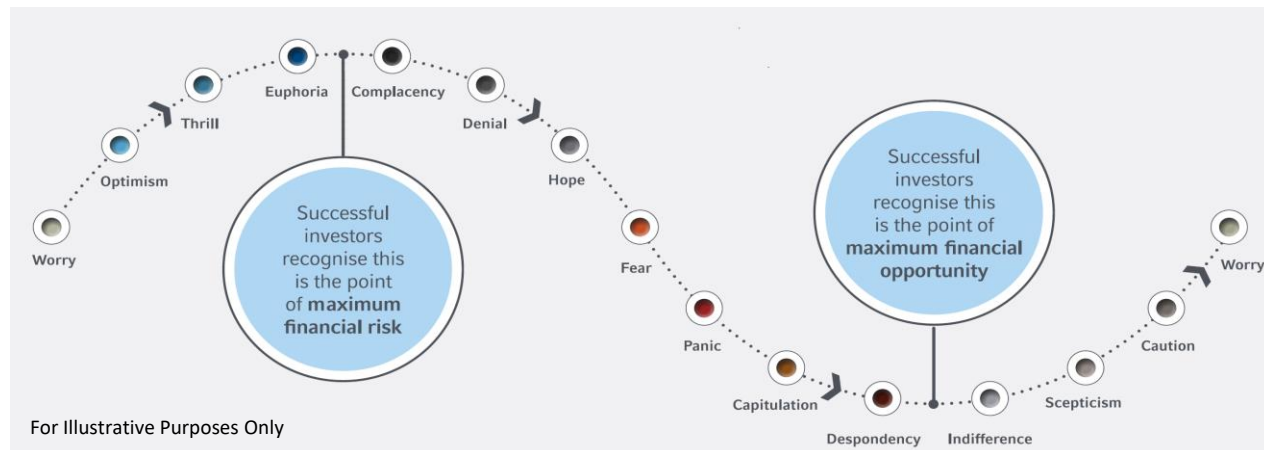 Worry
Optimism
Thrill
Euphoria
Complacency
Denial
Hope
Fear
Panic
Capitulation
Despondency
Indifference
Scepticism
Caution
Worry
Successful
investors
recognise this
is the point
of maximum
financial risk
Successful
investors
recognise this
is the point of
maximum financial
opportunity
For Illustrative Purposes Only